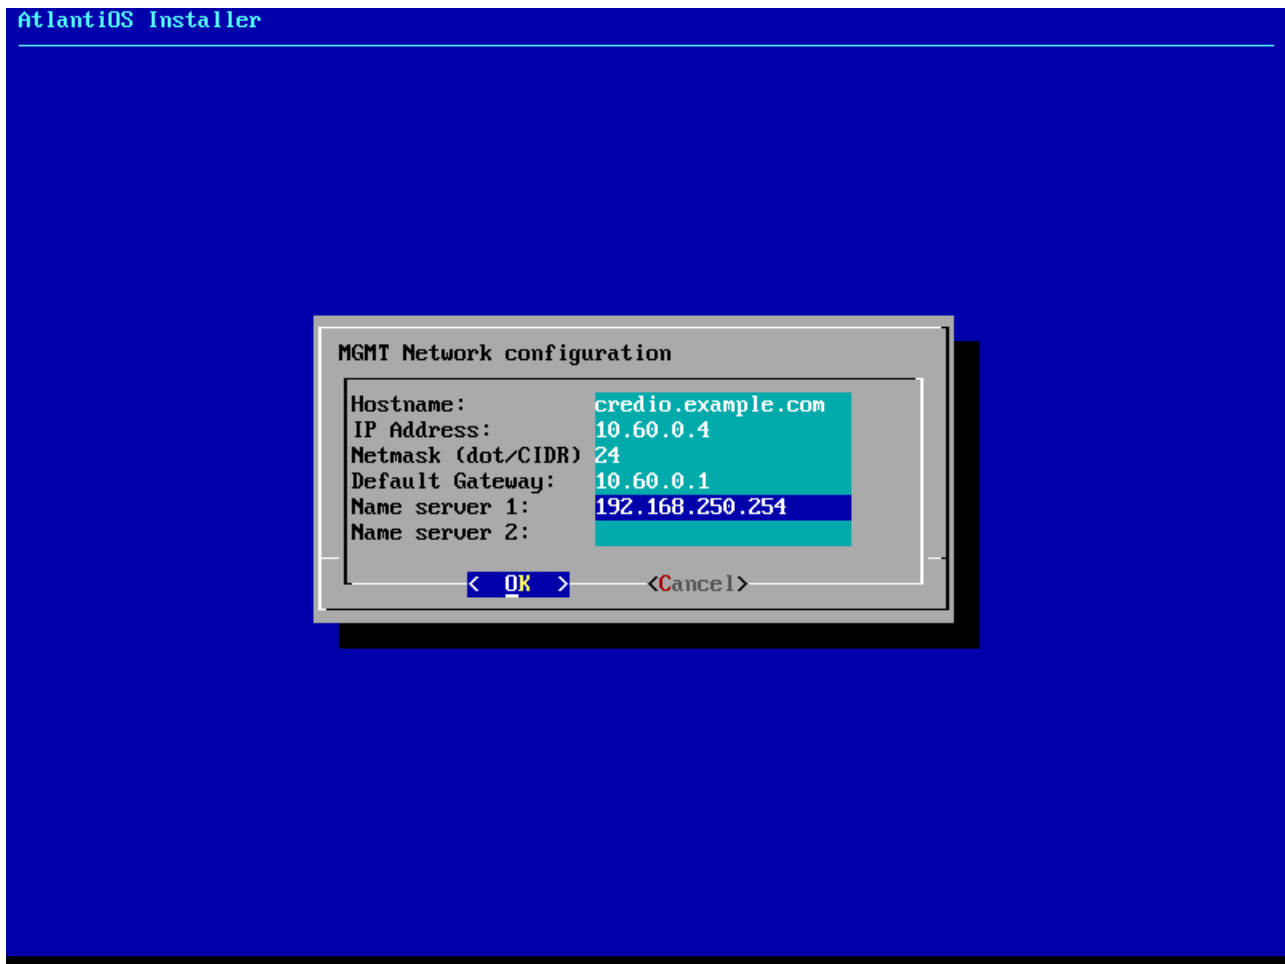 AtlantiOS Installer
MGMT Network configuration
Hostname: credio.example.com
IP Address: 10.60.0.4
Netmask (dot/CIDR) 24
Default Gateway: 10.60.0.1
Name server 1: 192.168.250.254
Name server 2:
< OK > <Cancel>